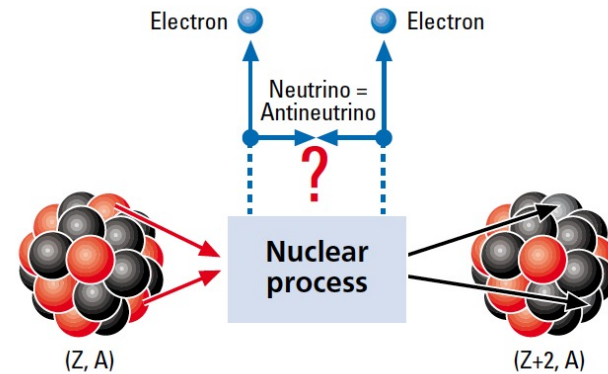 Electron
Electron
Neutrino =
Antineutrino
?
Nuclear
process
(Z, A)
(Z+2, A)